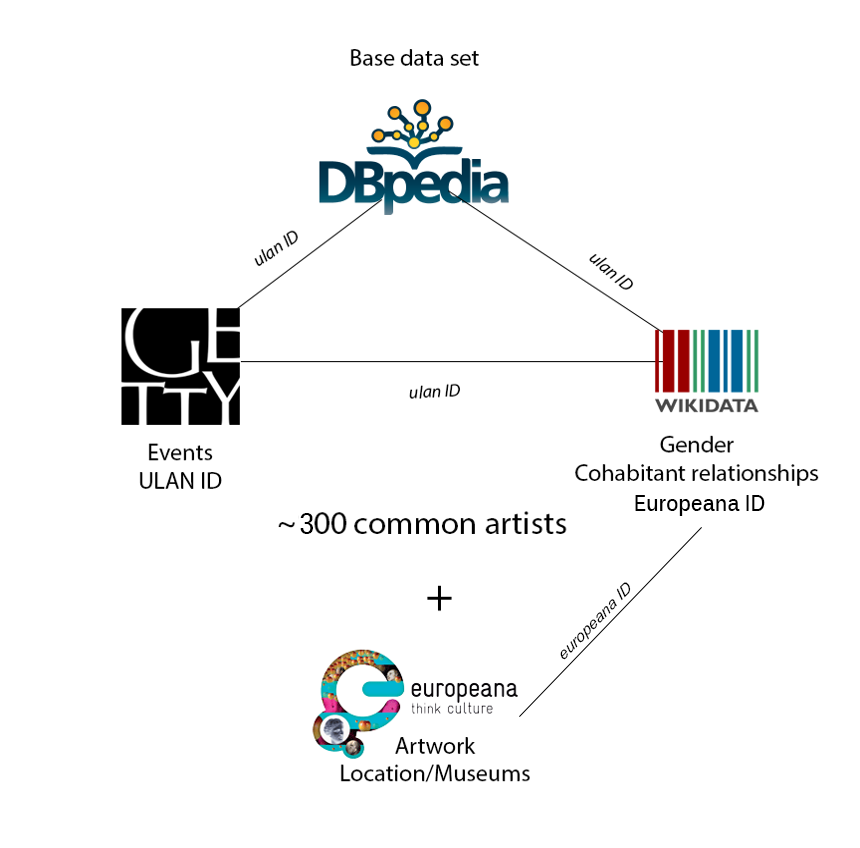 Base data set
DBpedia
ulan ID
ulan ID
GETTY
ulan ID
WIKIDATA
Events
ULAN ID
Gender
Cohabitant relationships
Europeana ID
~300 common artists
+
europeana ID
europeana
think culture
Artwork
Location/Museums